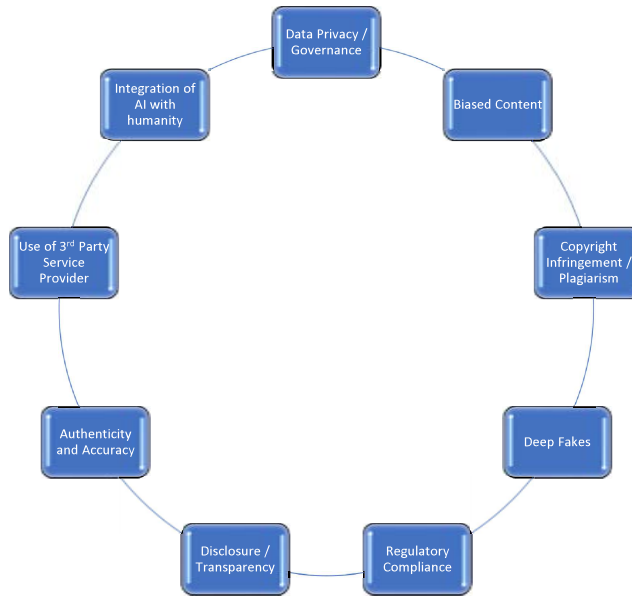 Data Privacy /
Governance
Biased Content
Copyright
Infringement /
Plagiarism
Deep Fakes
Regulatory
Compliance
Disclosure /
Transparency
Authenticity
and Accuracy
Use of 3rd Party
Service
Provider
Integration of
AI with
humanity